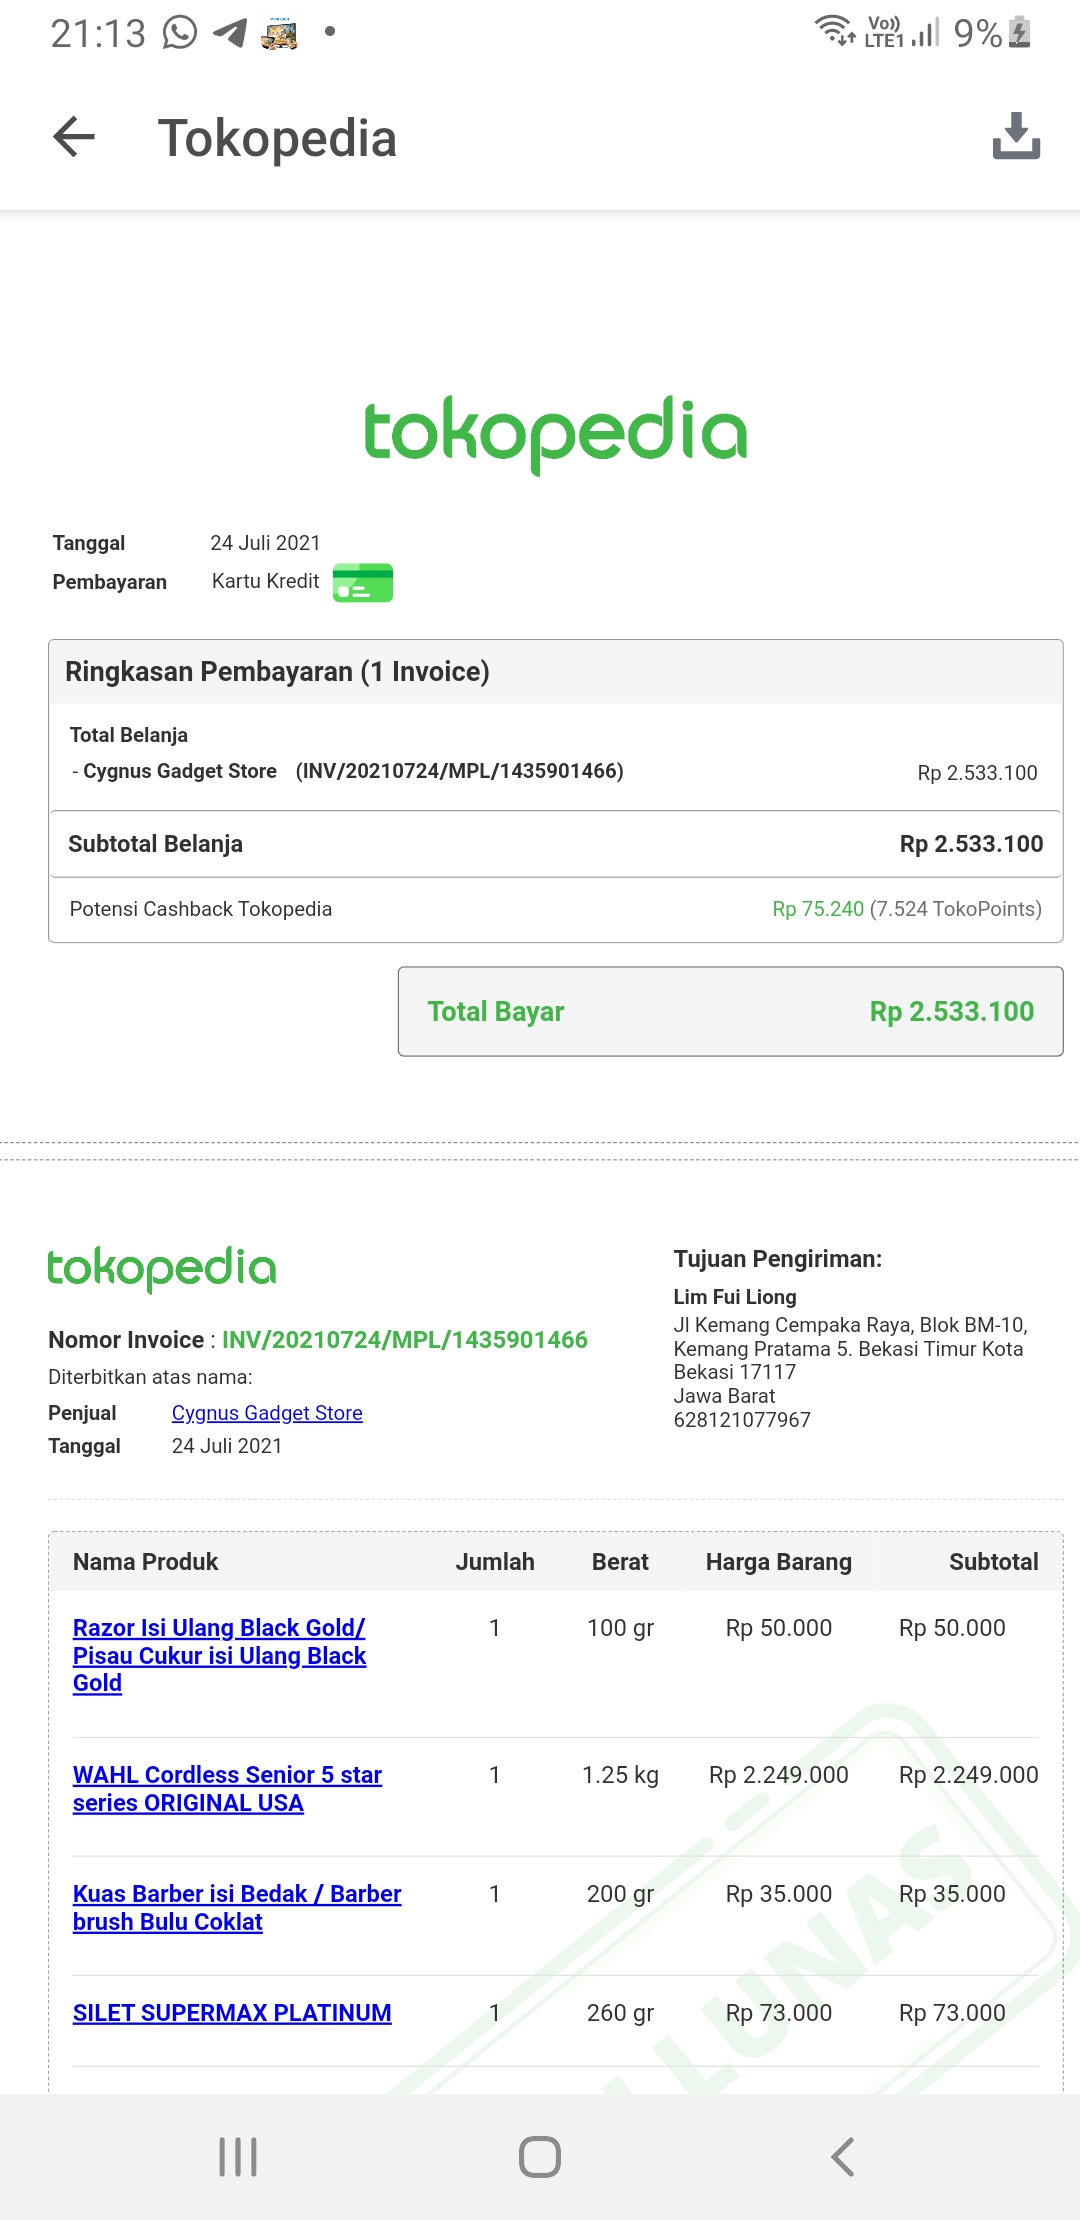 21:13
Vo)) LTE1
9%
Tokopedia
tokopedia
Tanggal 24 Juli 2021
Pembayaran Kartu Kredit
Ringkasan Pembayaran (1 Invoice)
Total Belanja
- Cygnus Gadget Store (INV/20210724/MPL/1435901466) Rp 2.533.100
Subtotal Belanja Rp 2.533.100
Potensi Cashback Tokopedia Rp 75.240 (7.524 TokoPoints)
Total Bayar Rp 2.533.100
tokopedia
Nomor Invoice : INV/20210724/MPL/1435901466
Diterbitkan atas nama:
Penjual Cygnus Gadget Store
Tanggal 24 Juli 2021
Tujuan Pengiriman:
Lim Fui Liong
Jl Kemang Cempaka Raya, Blok BM-10,
Kemang Pratama 5. Bekasi Timur Kota
Bekasi 17117
Jawa Barat
628121077967
Nama Produk Jumlah Berat Harga Barang Subtotal
Razor Isi Ulang Black Gold/ 1 100 gr Rp 50.000 Rp 50.000
Pisau Cukur isi Ulang Black
Gold
WAHL Cordless Senior 5 star 1 1.25 kg Rp 2.249.000 Rp 2.249.000
series ORIGINAL USA
Kuas Barber isi Bedak / Barber 1 200 gr Rp 35.000 Rp 35.000
brush Bulu Coklat
SILET SUPERMAX PLATINUM 1 260 gr Rp 73.000 Rp 73.000
LUNAS